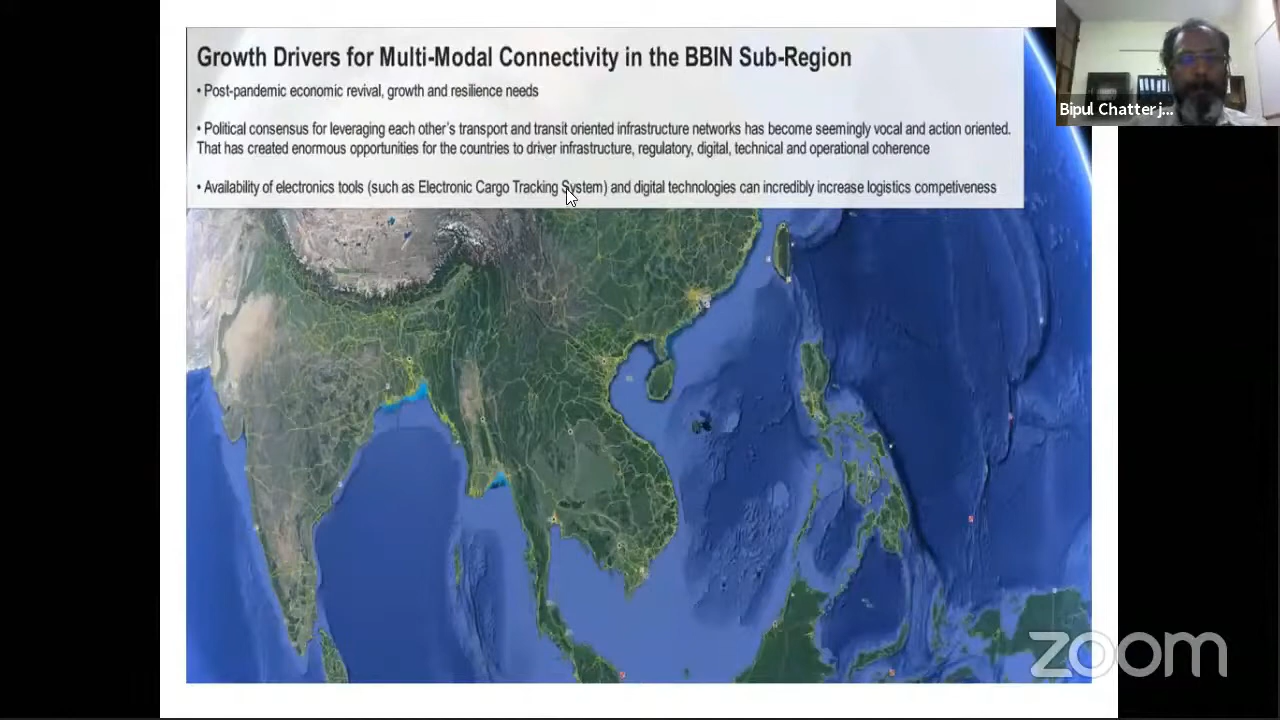 Growth Drivers for Multi-Modal Connectivity in the BBIN Sub-Region
• Post-pandemic economic revival, growth and resilience needs
• Political consensus for leveraging each other's transport and transit oriented infrastructure networks has become seemingly vocal and action oriented.
That has created enormous opportunities for the countries to driver infrastructure, regulatory, digital, technical and operational coherence
• Availability of electronics tools (such as Electronic Cargo Tracking System) and digital technologies can incredibly increase logistics competiveness
Bipul Chatterj...
zoom